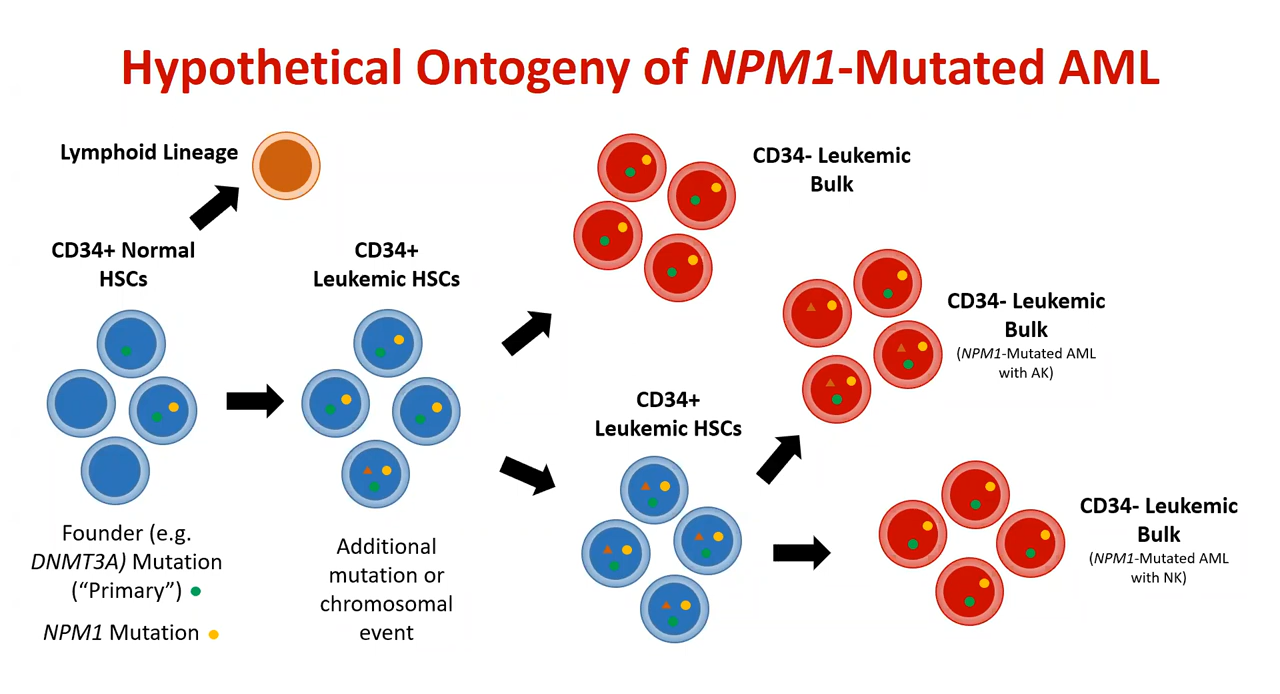 Hypothetical Ontogeny of NPM1-Mutated AML
Lymphoid Lineage
CD34+ Normal
HSCs
CD34+
Leukemic HSCs
CD34- Leukemic
Bulk
CD34- Leukemic
Bulk
(NPM1-Mutated AML
with AK)
CD34+
Leukemic HSCs
CD34- Leukemic
Bulk
(NPM1-Mutated AML
with NK)
Founder (e.g.
DNMT3A) Mutation
(“Primary”)
NPM1 Mutation
Additional
mutation or
chromosomal
event